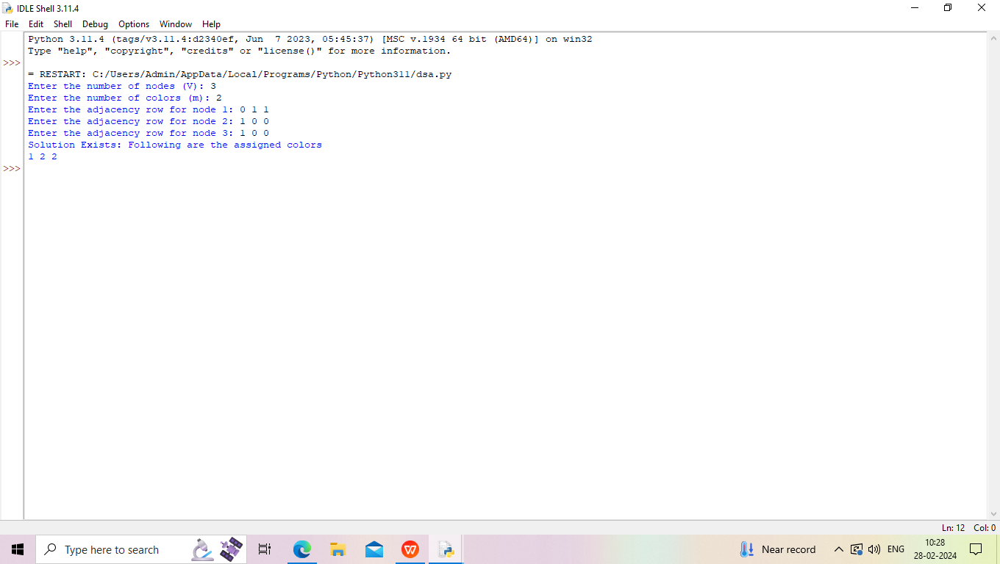 IDLE Shell 3.11.4
File Edit Shell Debug Options Window Help
Python 3.11.4 (tags/v3.11.4:d2340ef, Jun  7 2023, 05:45:37) [MSC v.1934 64 bit (AMD64)] on win32
Type "help", "copyright", "credits" or "license()" for more information.
>>>
= RESTART: C:/Users/Admin/AppData/Local/Programs/Python/Python311/dsa.py
Enter the number of nodes (V): 3
Enter the number of colors (m): 2
Enter the adjacency row for node 1: 0 1 1
Enter the adjacency row for node 2: 1 0 0
Enter the adjacency row for node 3: 1 0 0
Solution Exists: Following are the assigned colors
1 2 2
>>>
Ln: 12 Col: 0
Type here to search
Near record
ENG
10:28
28-02-2024